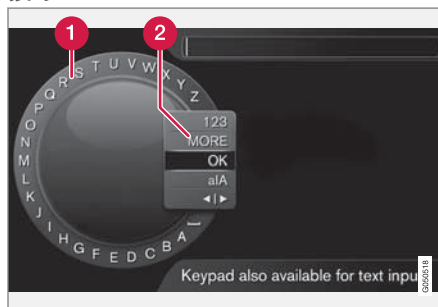 1
2
A B C D E F G H I J K L M N O P Q R S T U V W X Y Z
123
MORE
OK
a|A
◄|►
Keypad also available for text inpu
G050518